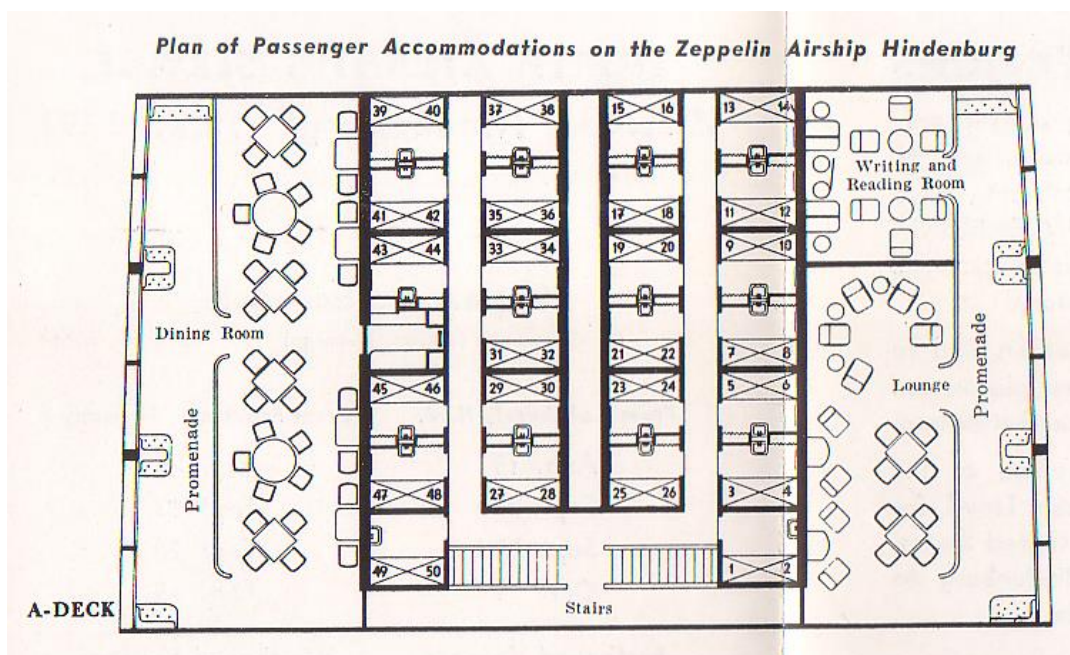 Plan of Passenger Accommodations on the Zeppelin Airship Hindenburg
39 40 37 38 15 16 13 14
Writing and
Reading Room
41 42 35 36 17 18 11 12
43 44 33 34 19 20 9 10
Dining Room
31 32 21 22 7 8
45 46 29 30 23 24 5 6
Lounge
Promenade
Promenade
47 48 27 28 25 26 3 4
49 50 1 2
A-DECK
Stairs